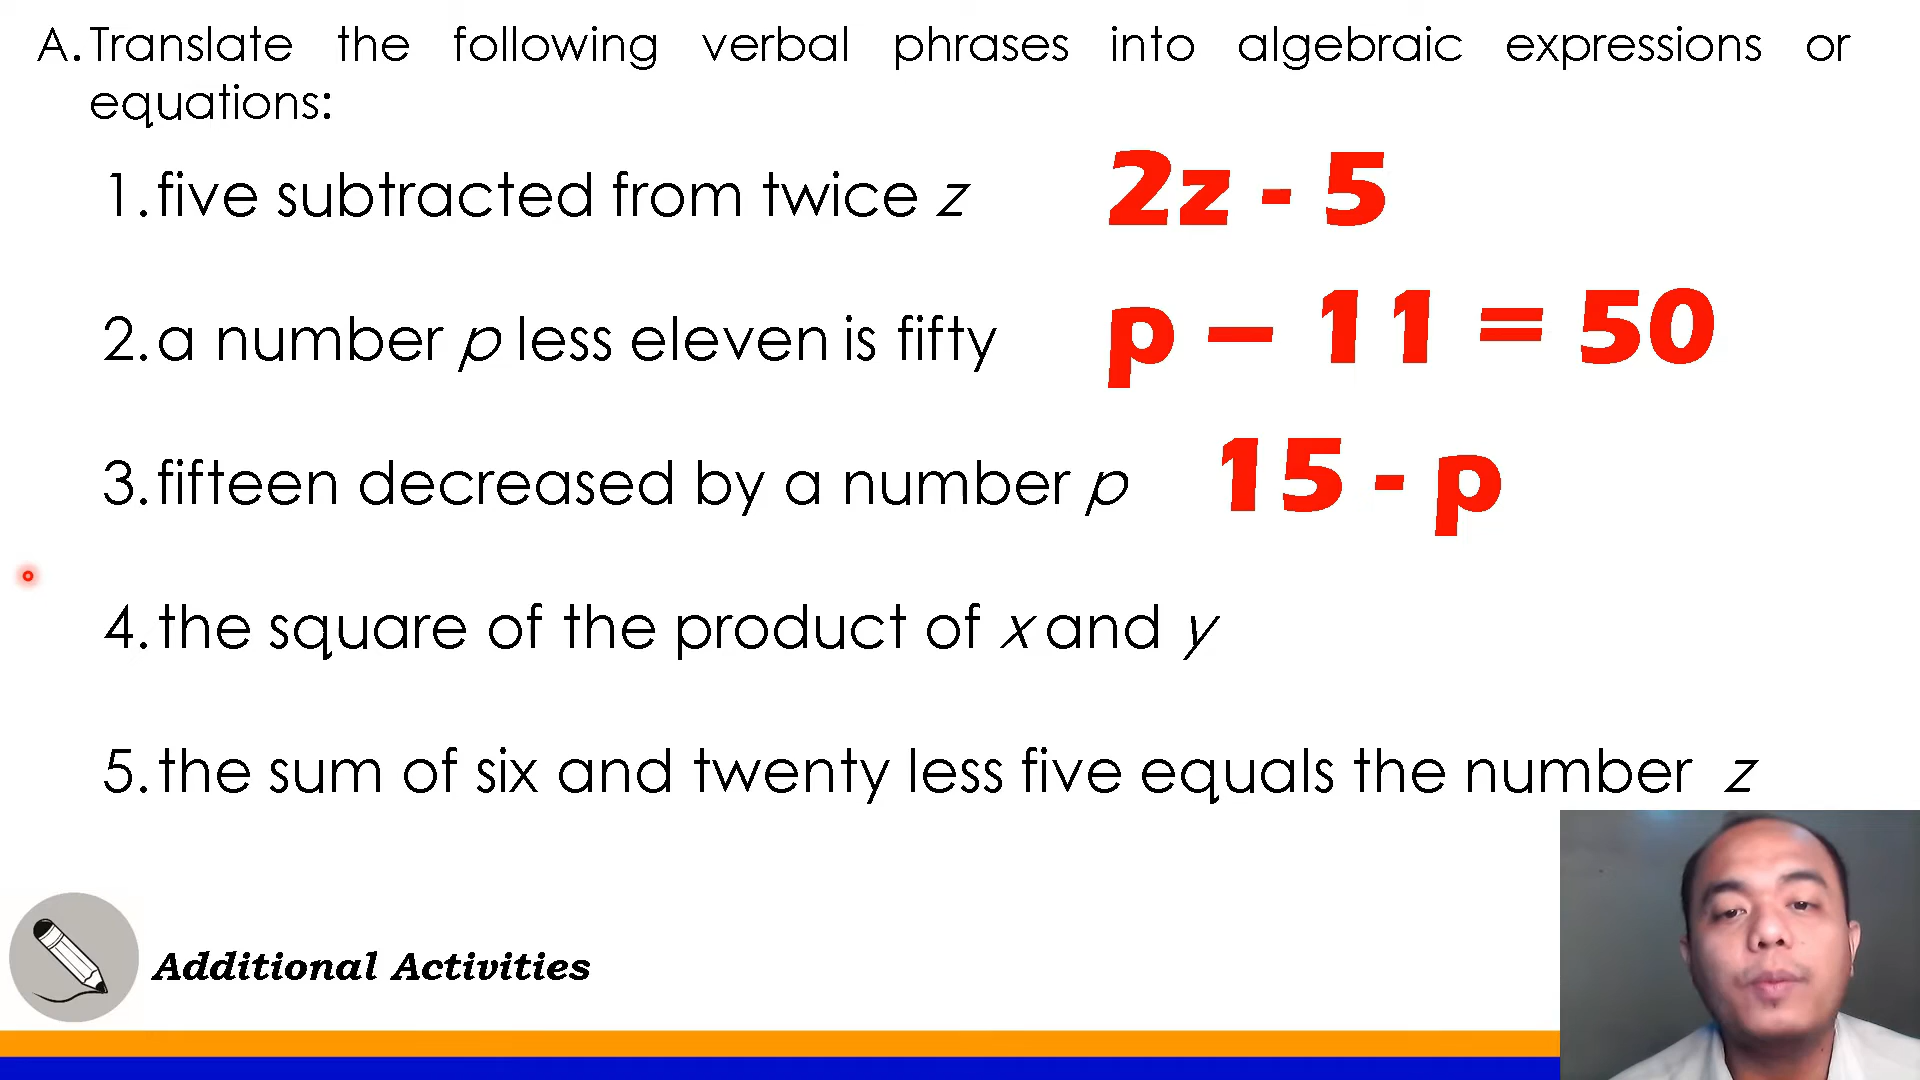 A. Translate the following verbal phrases into algebraic expressions or
equations:
1. five subtracted from twice z 2z - 5
2. a number p less eleven is fifty p – 11 = 50
3. fifteen decreased by a number p 15 - p
4. the square of the product of x and y
5. the sum of six and twenty less five equals the number z
Additional Activities